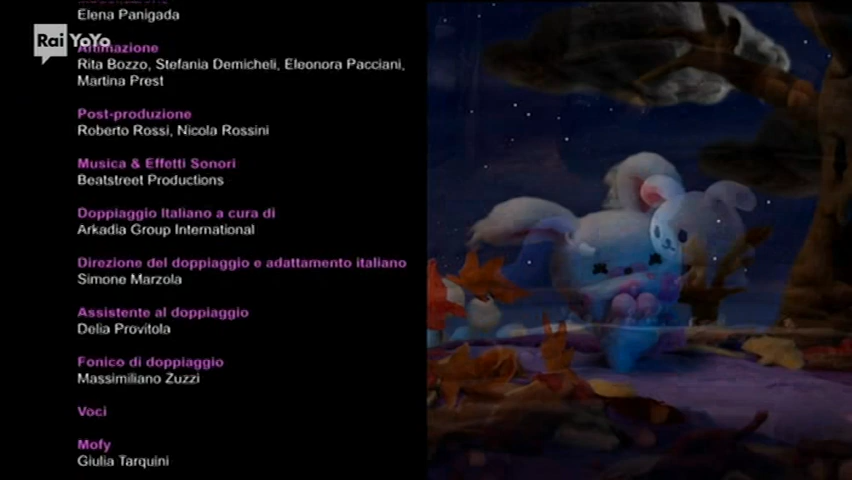 Elena Panigada
Rai YoYo
Animazione
Rita Bozzo, Stefania Demicheli, Eleonora Pacciani,
Martina Prest
Post-produzione
Roberto Rossi, Nicola Rossini
Musica & Effetti Sonori
Beatstreet Productions
Doppiaggio Italiano a cura di
Arkadia Group International
Direzione del doppiaggio e adattamento italiano
Simone Marzola
Assistente al doppiaggio
Delia Provitola
Fonico di doppiaggio
Massimiliano Zuzzi
Voci
Mofy
Giulia Tarquini